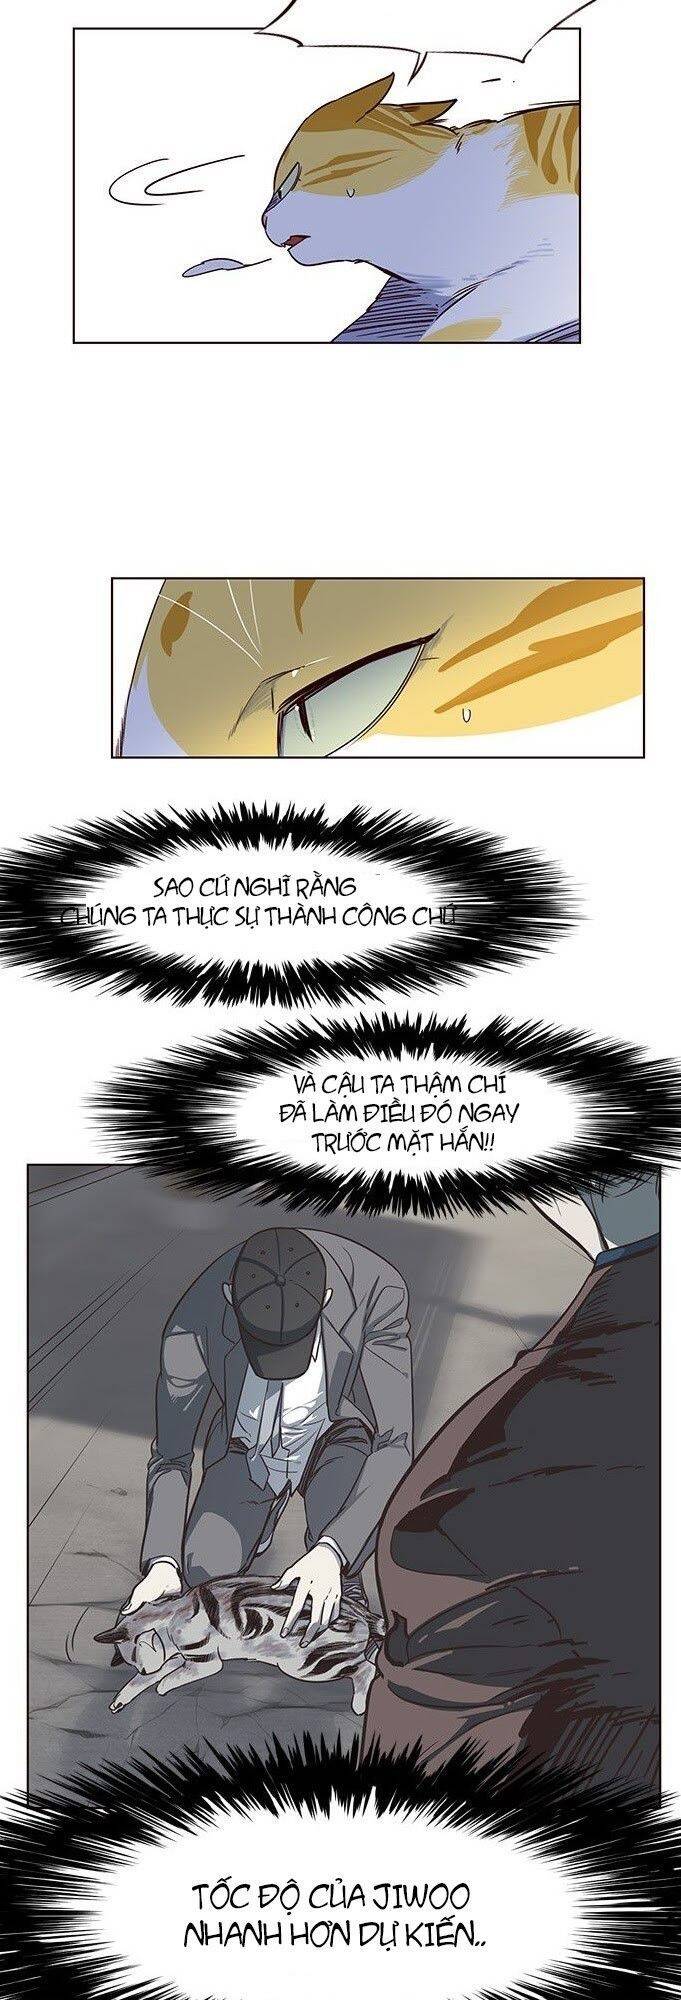 SAO CỨ NGHĨ RẰNG
CHÚNG TA THỰC SỰ THÀNH CÔNG CHỨ
VÀ CẬU TA THẬM CHÍ
ĐÃ LÀM ĐIỀU ĐÓ NGAY
TRƯỚC MẶT HẮN!!
TỐC ĐỘ CỦA JIWOO
NHANH HƠN DỰ KIẾN..